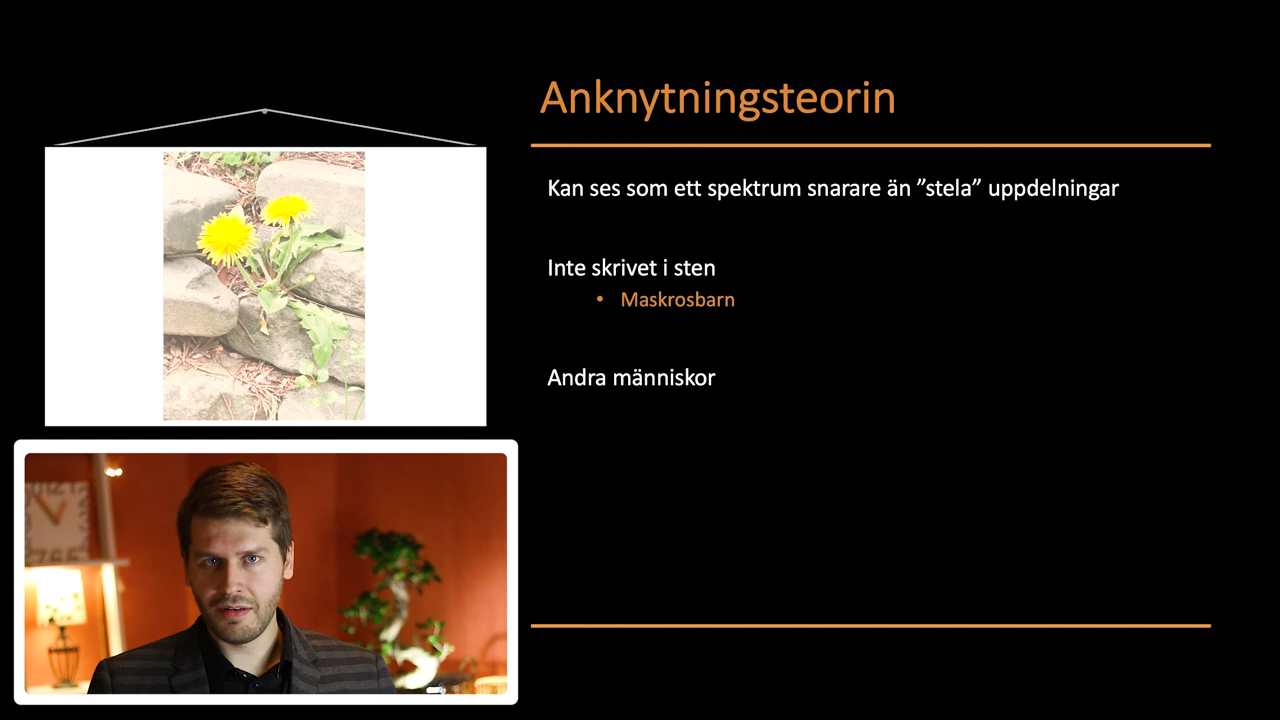 Anknytningsteorin
Kan ses som ett spektrum snarare än ”stela” uppdelningar
Inte skrivet i sten
• Maskrosbarn
Andra människor